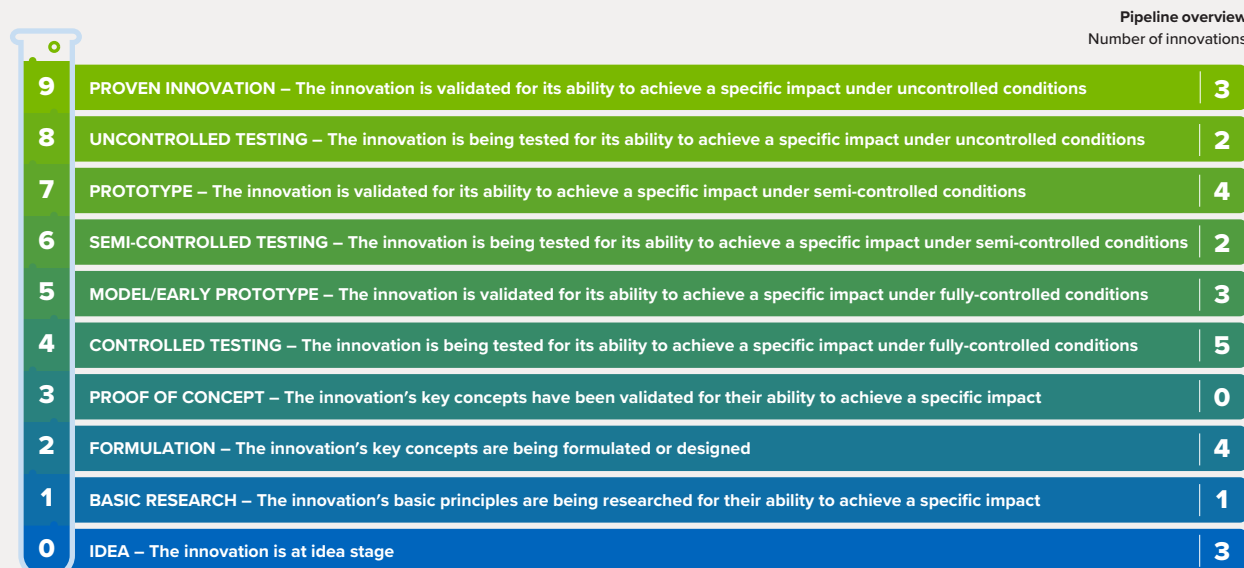 Pipeline overview
Number of innovations
9 PROVEN INNOVATION – The innovation is validated for its ability to achieve a specific impact under uncontrolled conditions 3
8 UNCONTROLLED TESTING – The innovation is being tested for its ability to achieve a specific impact under uncontrolled conditions 2
7 PROTOTYPE – The innovation is validated for its ability to achieve a specific impact under semi-controlled conditions 4
6 SEMI-CONTROLLED TESTING – The innovation is being tested for its ability to achieve a specific impact under semi-controlled conditions 2
5 MODEL/EARLY PROTOTYPE – The innovation is validated for its ability to achieve a specific impact under fully-controlled conditions 3
4 CONTROLLED TESTING – The innovation is being tested for its ability to achieve a specific impact under fully-controlled conditions 5
3 PROOF OF CONCEPT – The innovation’s key concepts have been validated for their ability to achieve a specific impact 0
2 FORMULATION – The innovation’s key concepts are being formulated or designed 4
1 BASIC RESEARCH – The innovation’s basic principles are being researched for their ability to achieve a specific impact 1
0 IDEA – The innovation is at idea stage 3